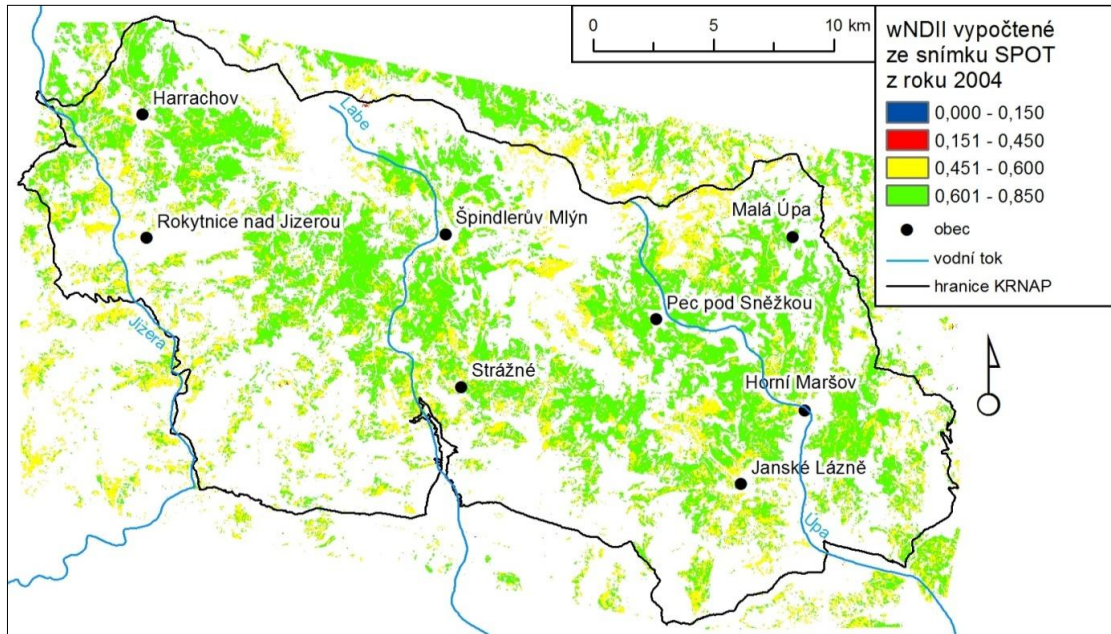 0 5 10 km
wNDII vypočtené
ze snímku SPOT
z roku 2004
0,000 - 0,150
0,151 - 0,450
0,451 - 0,600
0,601 - 0,850
obec
vodní tok
hranice KRNAP
Harrachov
Labe
Rokytnice nad Jizerou
Špindlerův Mlýn
Malá Úpa
Pec pod Sněžkou
Jizera
Strážné
Horní Maršov
Janské Lázně
Úpa